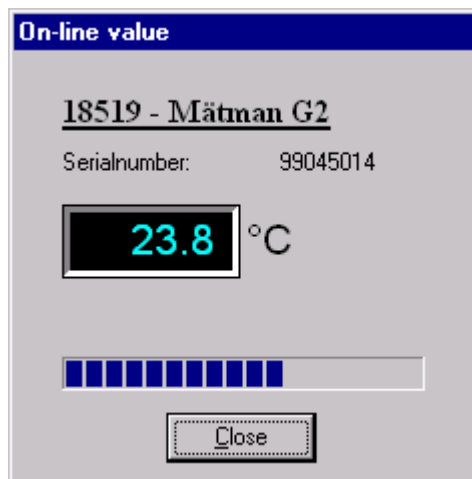 On-line value
18519 - Mätman G2
Serialnumber: 99045014
23.8 °C
Close